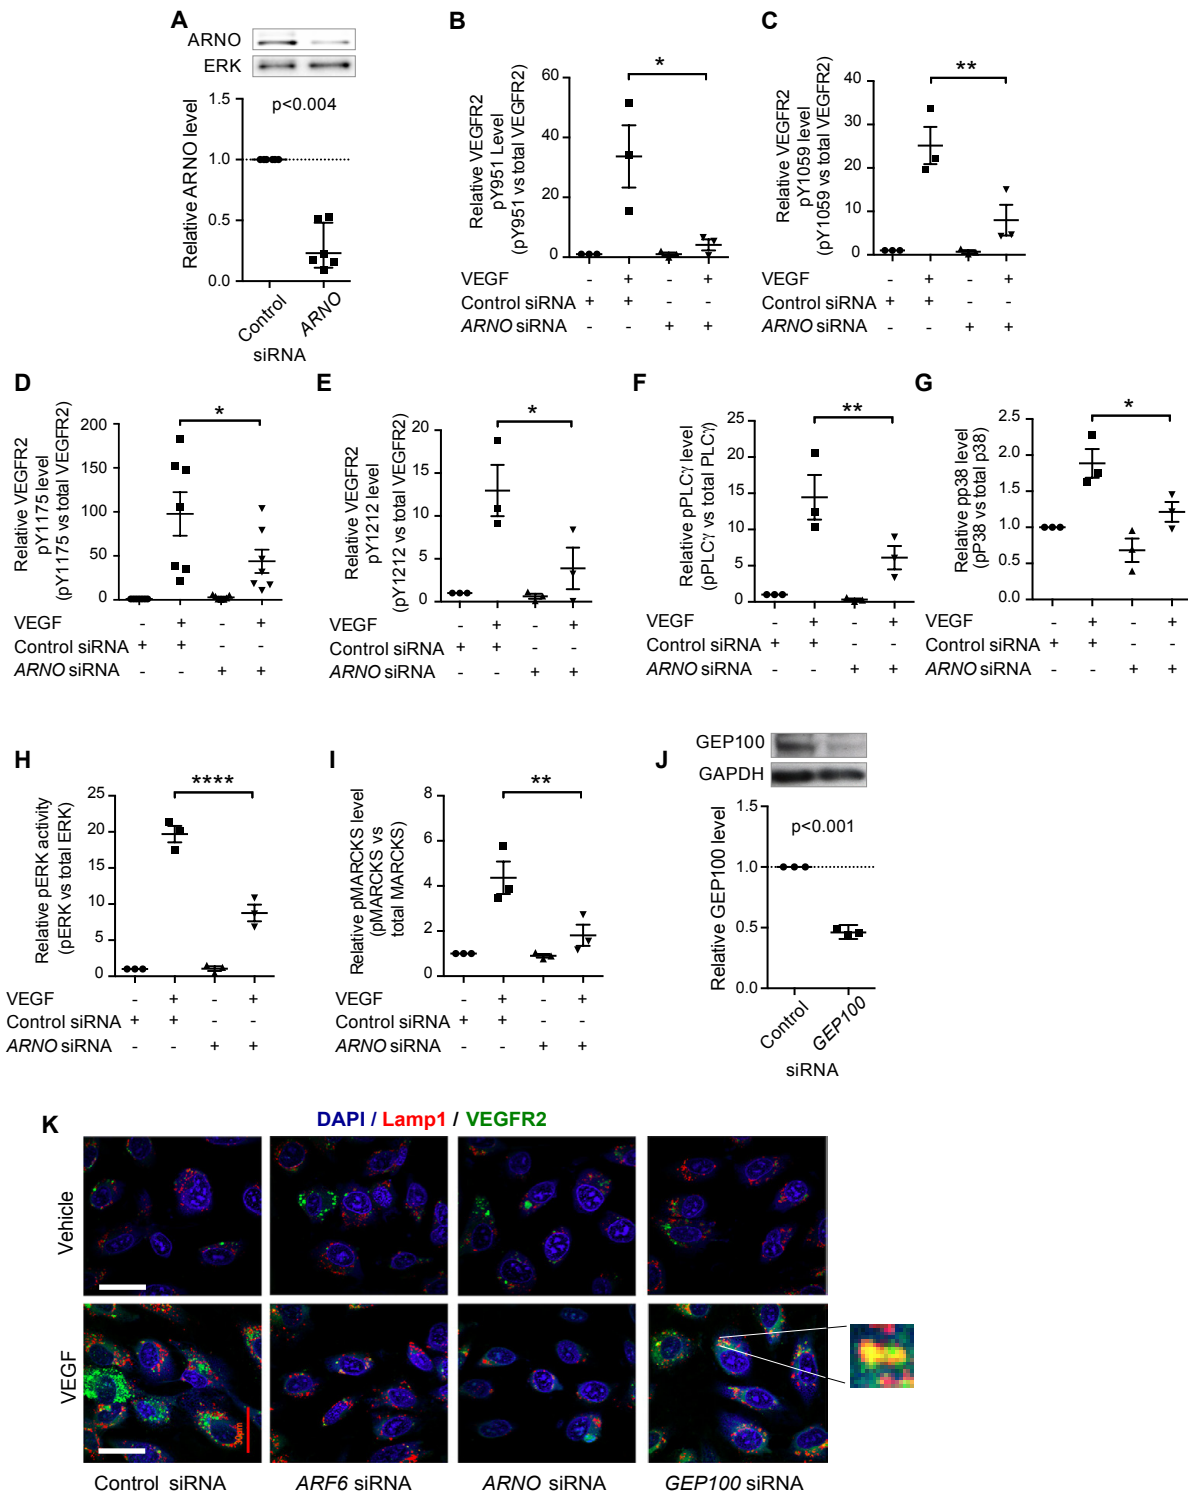 A
ARNO
ERK
Relative ARNO level
1.5
1.0
0.5
0.0
p<0.004
Control
ARNO
siRNA
B
Relative VEGFR2
pY951 Level
(pY951 vs total VEGFR2)
60
40
20
0
*
VEGF - + - +
Control siRNA + + - -
ARNO siRNA - - + +
C
Relative VEGFR2
pY1059 level
(pY1059 vs total VEGFR2)
40
30
20
10
0
**
VEGF - + - +
Control siRNA + + - -
ARNO siRNA - - + +
D
Relative VEGFR2
pY1175 level
(pY1175 vs total VEGFR2)
200
150
100
50
0
*
VEGF - + - +
Control siRNA + + - -
ARNO siRNA - - + +
E
Relative VEGFR2
pY1212 level
(pY1212 vs total VEGFR2)
20
15
10
5
0
*
VEGF - + - +
Control siRNA + + - -
ARNO siRNA - - + +
F
Relative pPLCγ level
(pPLCγ vs total PLCγ)
25
20
15
10
5
0
**
VEGF - + - +
Control siRNA + + - -
ARNO siRNA - - + +
G
Relative pp38 level
(pP38 vs total p38)
2.5
2.0
1.5
1.0
0.5
0.0
*
VEGF - + - +
Control siRNA + + - -
ARNO siRNA - - + +
H
Relative pERK activity
(pERK vs total ERK)
25
20
15
10
5
0
****
VEGF - + - +
Control siRNA + + - -
ARNO siRNA - - + +
I
Relative pMARCKS level
(pMARCKS vs
total MARCKS)
8
6
4
2
0
**
VEGF - + - +
Control siRNA + + - -
ARNO siRNA - - + +
J
GEP100
GAPDH
Relative GEP100 level
1.5
1.0
0.5
0.0
p<0.001
Control
GEP100
siRNA
K
DAPI / Lamp1 / VEGFR2
Vehicle
VEGF
30µm
Control siRNA
ARF6 siRNA
ARNO siRNA
GEP100 siRNA